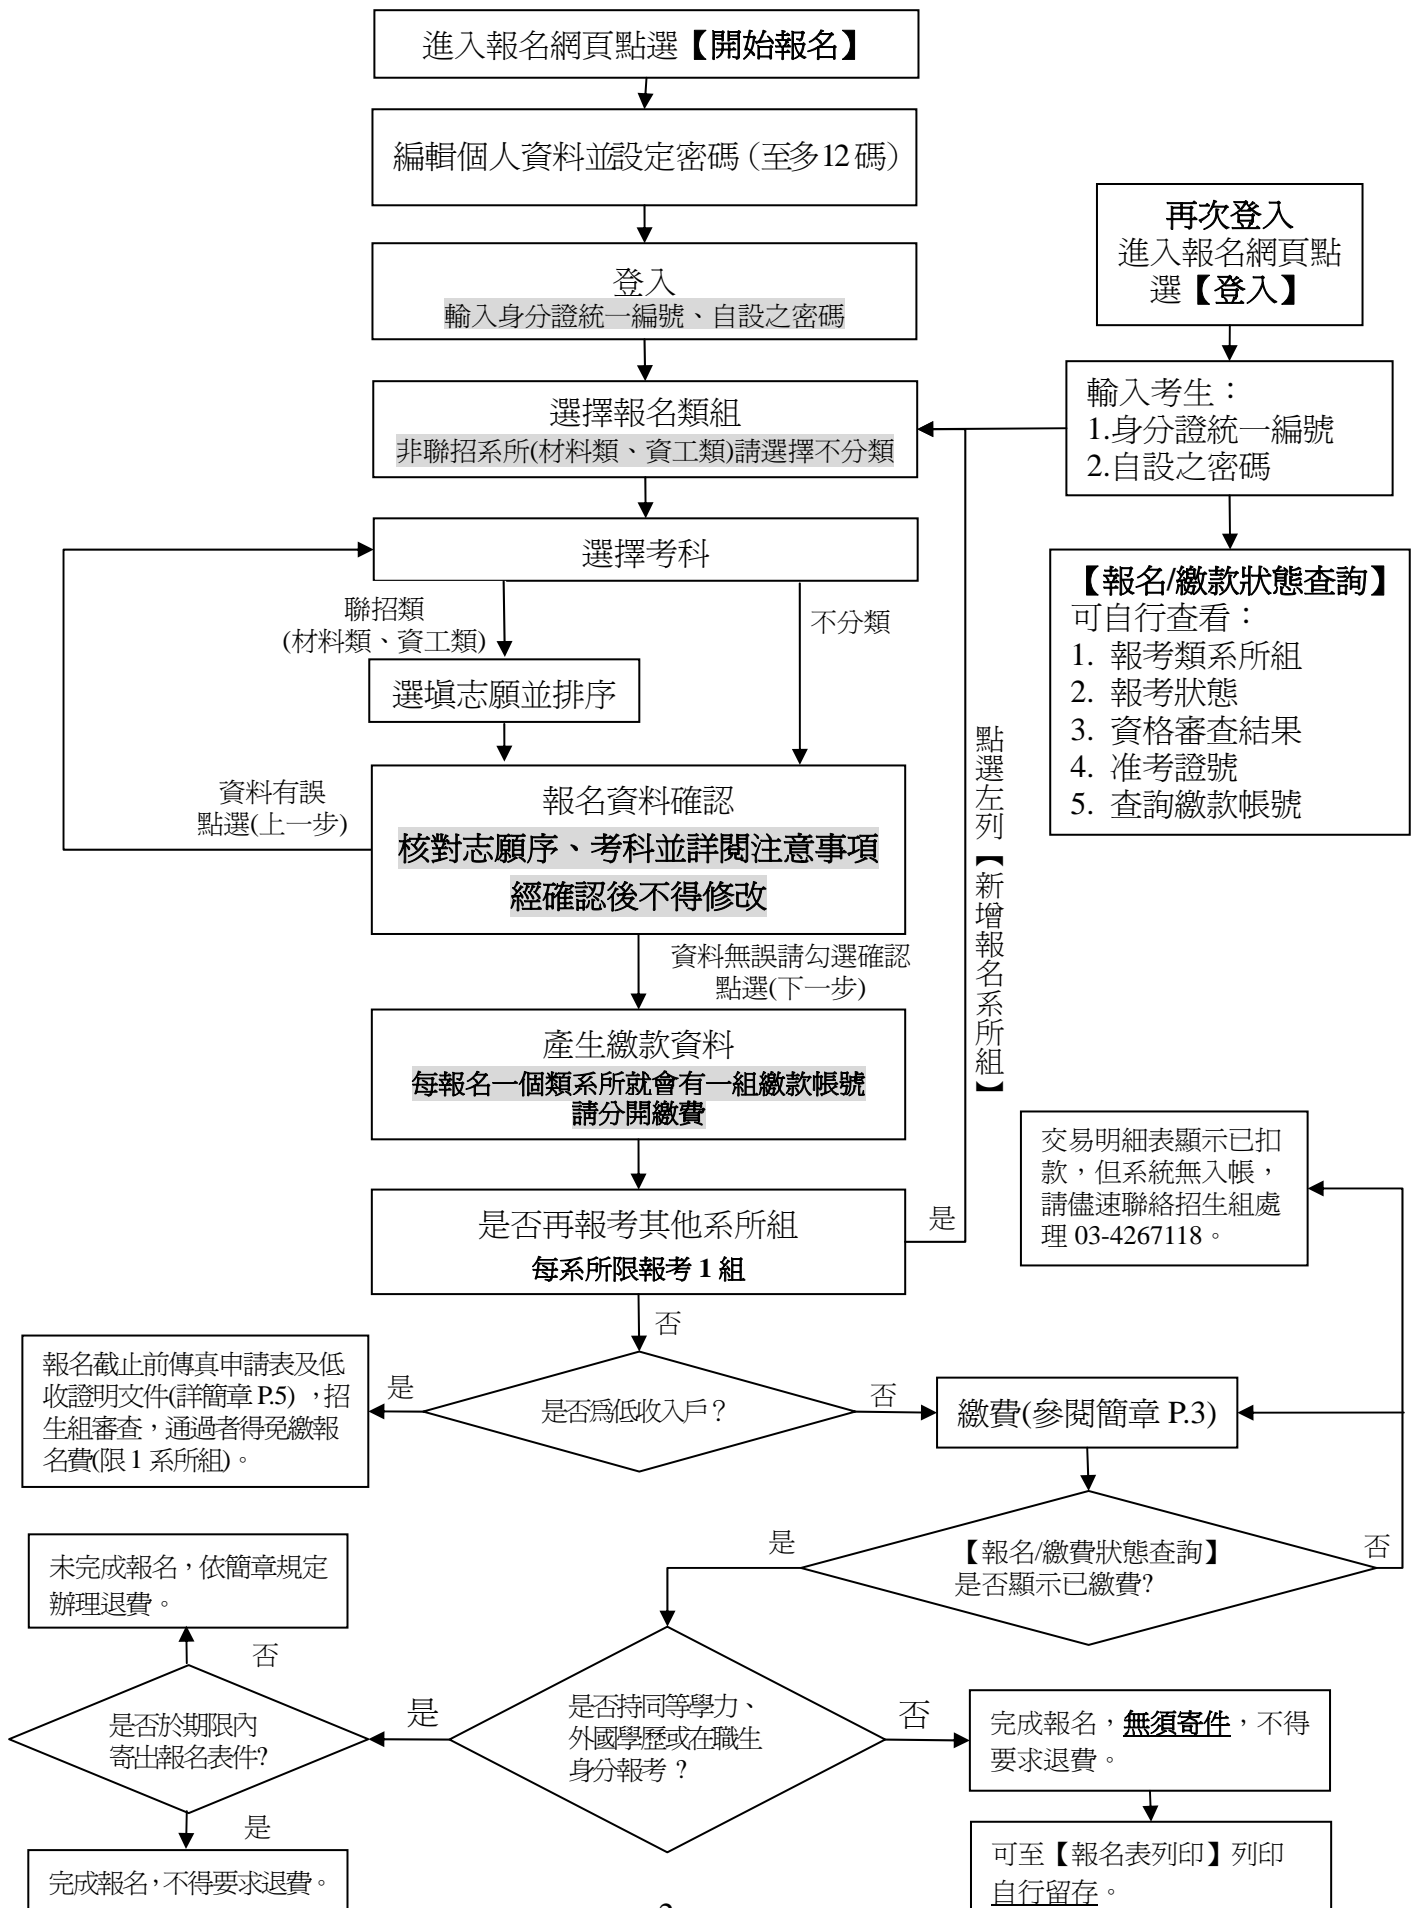 進入報名網頁點選【開始報名】
編輯個人資料並設定密碼（至多12碼）
登入
輸入身分證統一編號、自設之密碼
再次登入
進入報名網頁點
選【登入】
選擇報名類組
非聯招系所(材料類、資工類)請選擇不分類
輸入考生：
1.身分證統一編號
2.自設之密碼
選擇考科
聯招類
(材料類、資工類)
不分類
選填志願並排序
【報名/繳款狀態查詢】
可自行查看：
1. 報考類系所組
2. 報考狀態
3. 資格審查結果
4. 准考證號
5. 查詢繳款帳號
資料有誤
點選(上一步)
報名資料確認
核對志願序、考科並詳閱注意事項
經確認後不得修改
點選左列【新增報名系所組】
資料無誤請勾選確認
點選(下一步)
產生繳款資料
每報名一個類系所就會有一組繳款帳號
請分開繳費
是否再報考其他系所組
每系所限報考 1 組
是
交易明細表顯示已扣
款，但系統無入帳，
請儘速聯絡招生組處
理 03-4267118。
否
報名截止前傳真申請表及低
收證明文件(詳簡章 P.5) ，招
生組審查，通過者得免繳報
名費(限 1 系所組)。
是
是否為低收入戶？
否
繳費(參閱簡章 P.3)
【報名/繳費狀態查詢】
是否顯示已繳費?
是
否
未完成報名，依簡章規定
辦理退費。
否
是否於期限內
寄出報名表件?
是
是否持同等學力、
外國學歷或在職生
身分報考 ？
否
完成報名，無須寄件，不得
要求退費。
是
完成報名，不得要求退費。
可至【報名表列印】列印
自行留存。